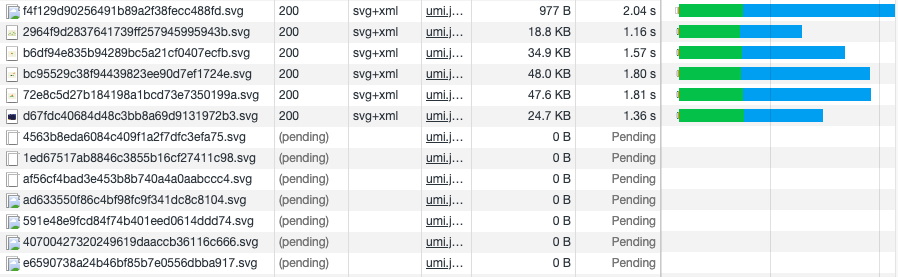 f4f129d90256491b89a2f38fecc488fd.svg 200 svg+xml umi.j... 977 B 2.04 s
2964f9d2837641739ff257945995943b.svg 200 svg+xml umi.j... 18.8 KB 1.16 s
b6df94e835b94289bc5a21cf0407ecfb.svg 200 svg+xml umi.j... 34.9 KB 1.57 s
bc95529c38f94439823ee90d7ef1724e.svg 200 svg+xml umi.j... 48.0 KB 1.80 s
72e8c5d27b184198a1bcd73e7350199a.svg 200 svg+xml umi.j... 47.6 KB 1.81 s
d67fdc40684d48c3bb8a69d9131972b3.svg 200 svg+xml umi.j... 24.7 KB 1.36 s
4563b8eda6084c409f1a2f7dfc3efa75.svg (pending) umi.j... 0 B Pending
1ed67517ab8846c3855b16cf27411c98.svg (pending) umi.j... 0 B Pending
af56cf4bad3e453b8b740a4a0aabccc4.svg (pending) umi.j... 0 B Pending
ad633550f86c4bf98fc9f341dc8c8104.svg (pending) umi.j... 0 B Pending
591e48e9fcd84f74b401eed0614ddd74.svg (pending) umi.j... 0 B Pending
40700427320249619daaccb36116c666.svg (pending) umi.j... 0 B Pending
e6590738a24b46bf85b7e0556dbba917.svg (pending) umi.j... 0 B Pending